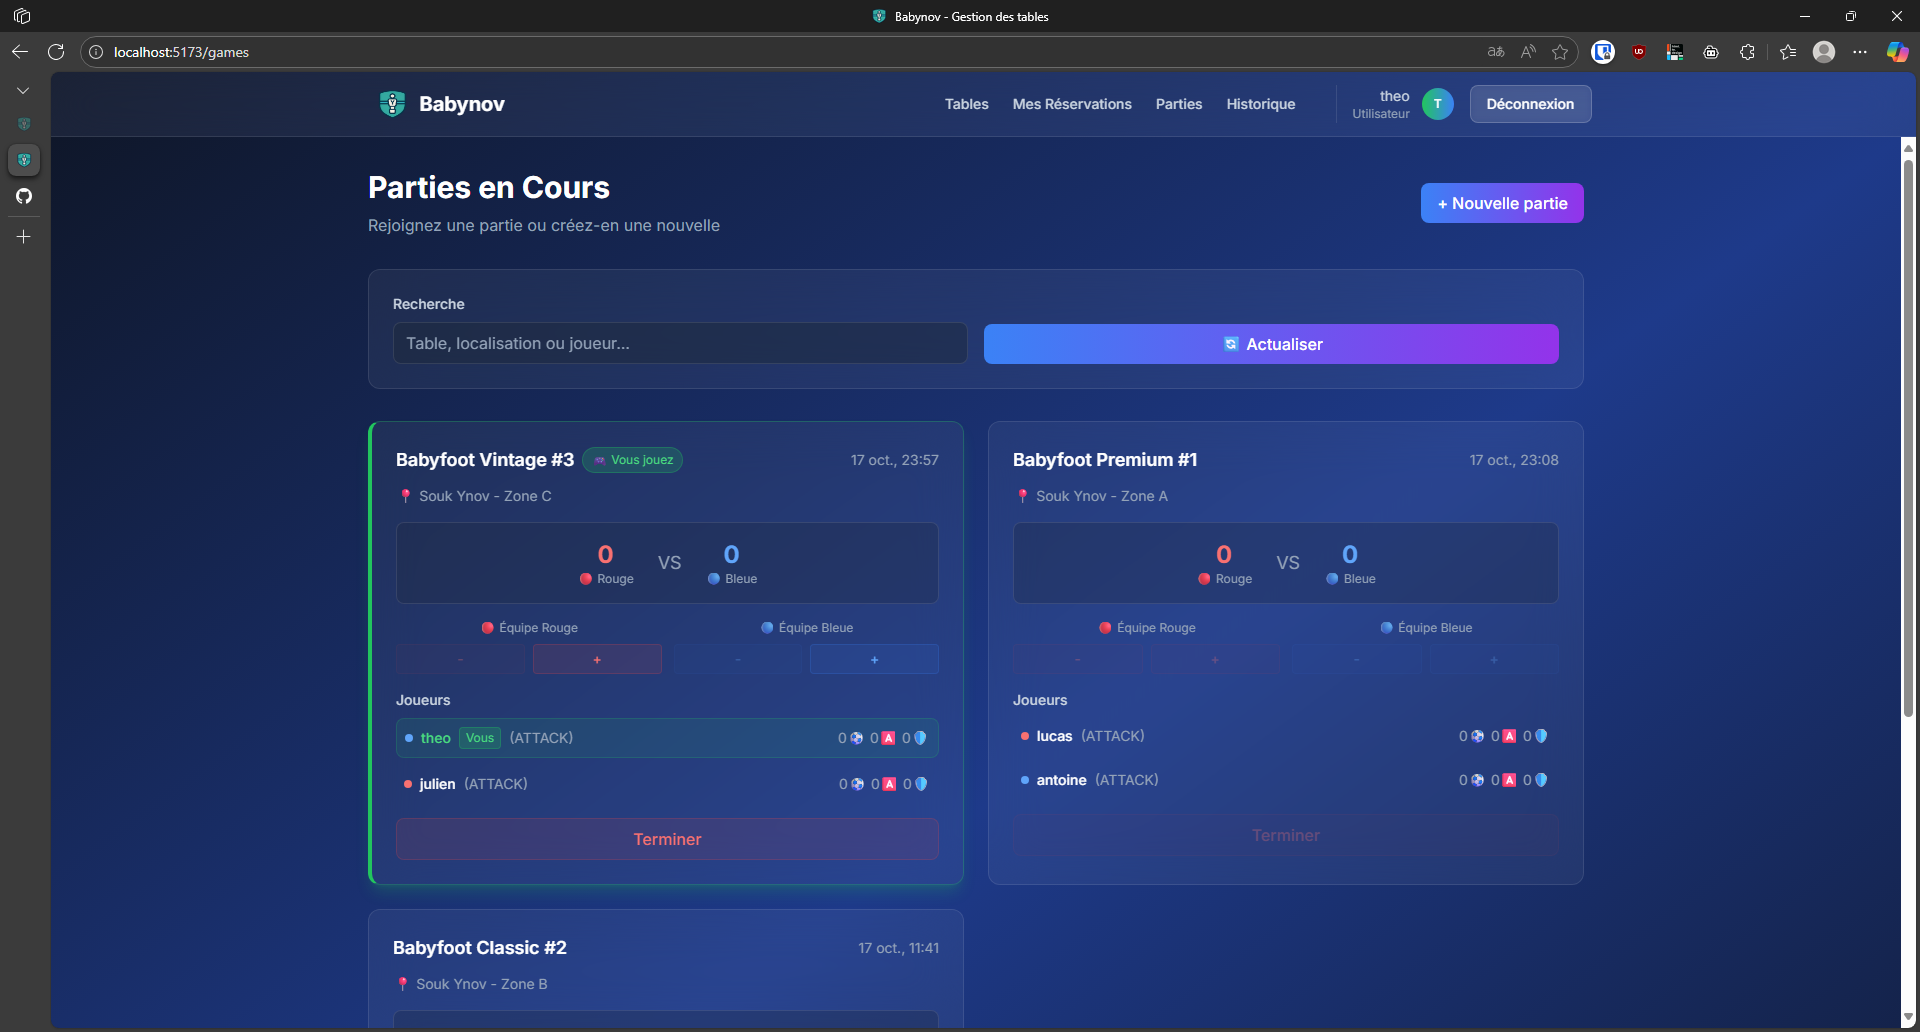 Babynov - Gestion des tables
localhost:5173/games
Babynov
Tables
Mes Réservations
Parties
Historique
theo
Utilisateur
T
Déconnexion
Parties en Cours
Rejoignez une partie ou créez-en une nouvelle
+ Nouvelle partie
Recherche
Table, localisation ou joueur...
Actualiser
Babyfoot Vintage #3
Vous jouez
17 oct., 23:57
Souk Ynov - Zone C
0 VS 0
Rouge
Bleue
Équipe Rouge
Équipe Bleue
- + - +
Joueurs
theo Vous (ATTACK) 0 0 A 0
julien (ATTACK) 0 0 A 0
Terminer
Babyfoot Premium #1
17 oct., 23:08
Souk Ynov - Zone A
0 VS 0
Rouge
Bleue
Équipe Rouge
Équipe Bleue
- + - +
Joueurs
lucas (ATTACK) 0 0 A 0
antoine (ATTACK) 0 0 A 0
Terminer
Babyfoot Classic #2
17 oct., 11:41
Souk Ynov - Zone B